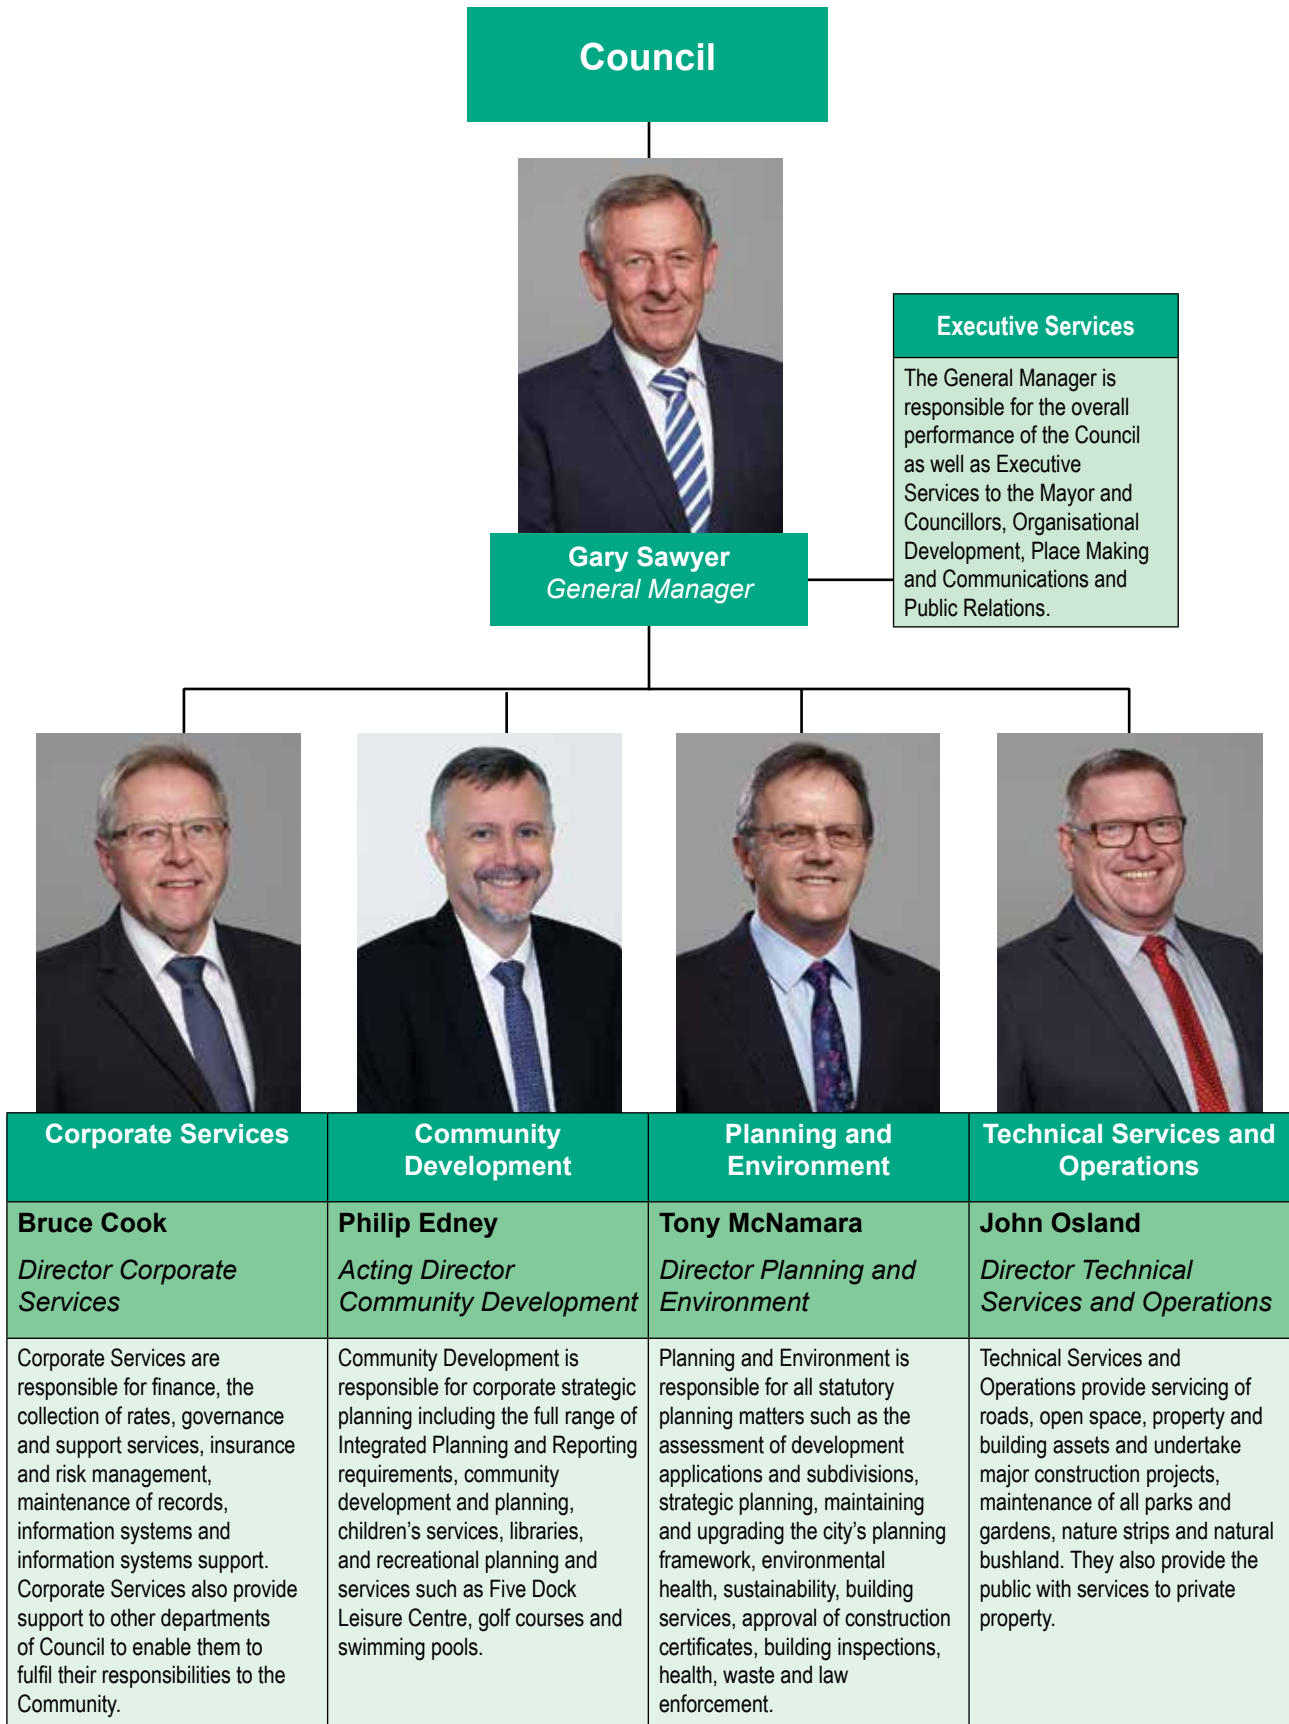 Council
Executive Services
The General Manager is
responsible for the overall
performance of the Council
as well as Executive
Services to the Mayor and
Councillors, Organisational
Development, Place Making
and Communications and
Public Relations.
Gary Sawyer
General Manager
Corporate Services
Bruce Cook
Director Corporate
Services
Corporate Services are
responsible for finance, the
collection of rates, governance
and support services, insurance
and risk management,
maintenance of records,
information systems and
information systems support.
Corporate Services also provide
support to other departments
of Council to enable them to
fulfil their responsibilities to the
Community.
Community
Development
Philip Edney
Acting Director
Community Development
Community Development is
responsible for corporate strategic
planning including the full range of
Integrated Planning and Reporting
requirements, community
development and planning,
children’s services, libraries,
and recreational planning and
services such as Five Dock
Leisure Centre, golf courses and
swimming pools.
Planning and
Environment
Tony McNamara
Director Planning and
Environment
Planning and Environment is
responsible for all statutory
planning matters such as the
assessment of development
applications and subdivisions,
strategic planning, maintaining
and upgrading the city’s planning
framework, environmental
health, sustainability, building
services, approval of construction
certificates, building inspections,
health, waste and law
enforcement.
Technical Services and
Operations
John Osland
Director Technical
Services and Operations
Technical Services and
Operations provide servicing of
roads, open space, property and
building assets and undertake
major construction projects,
maintenance of all parks and
gardens, nature strips and natural
bushland. They also provide the
public with services to private
property.